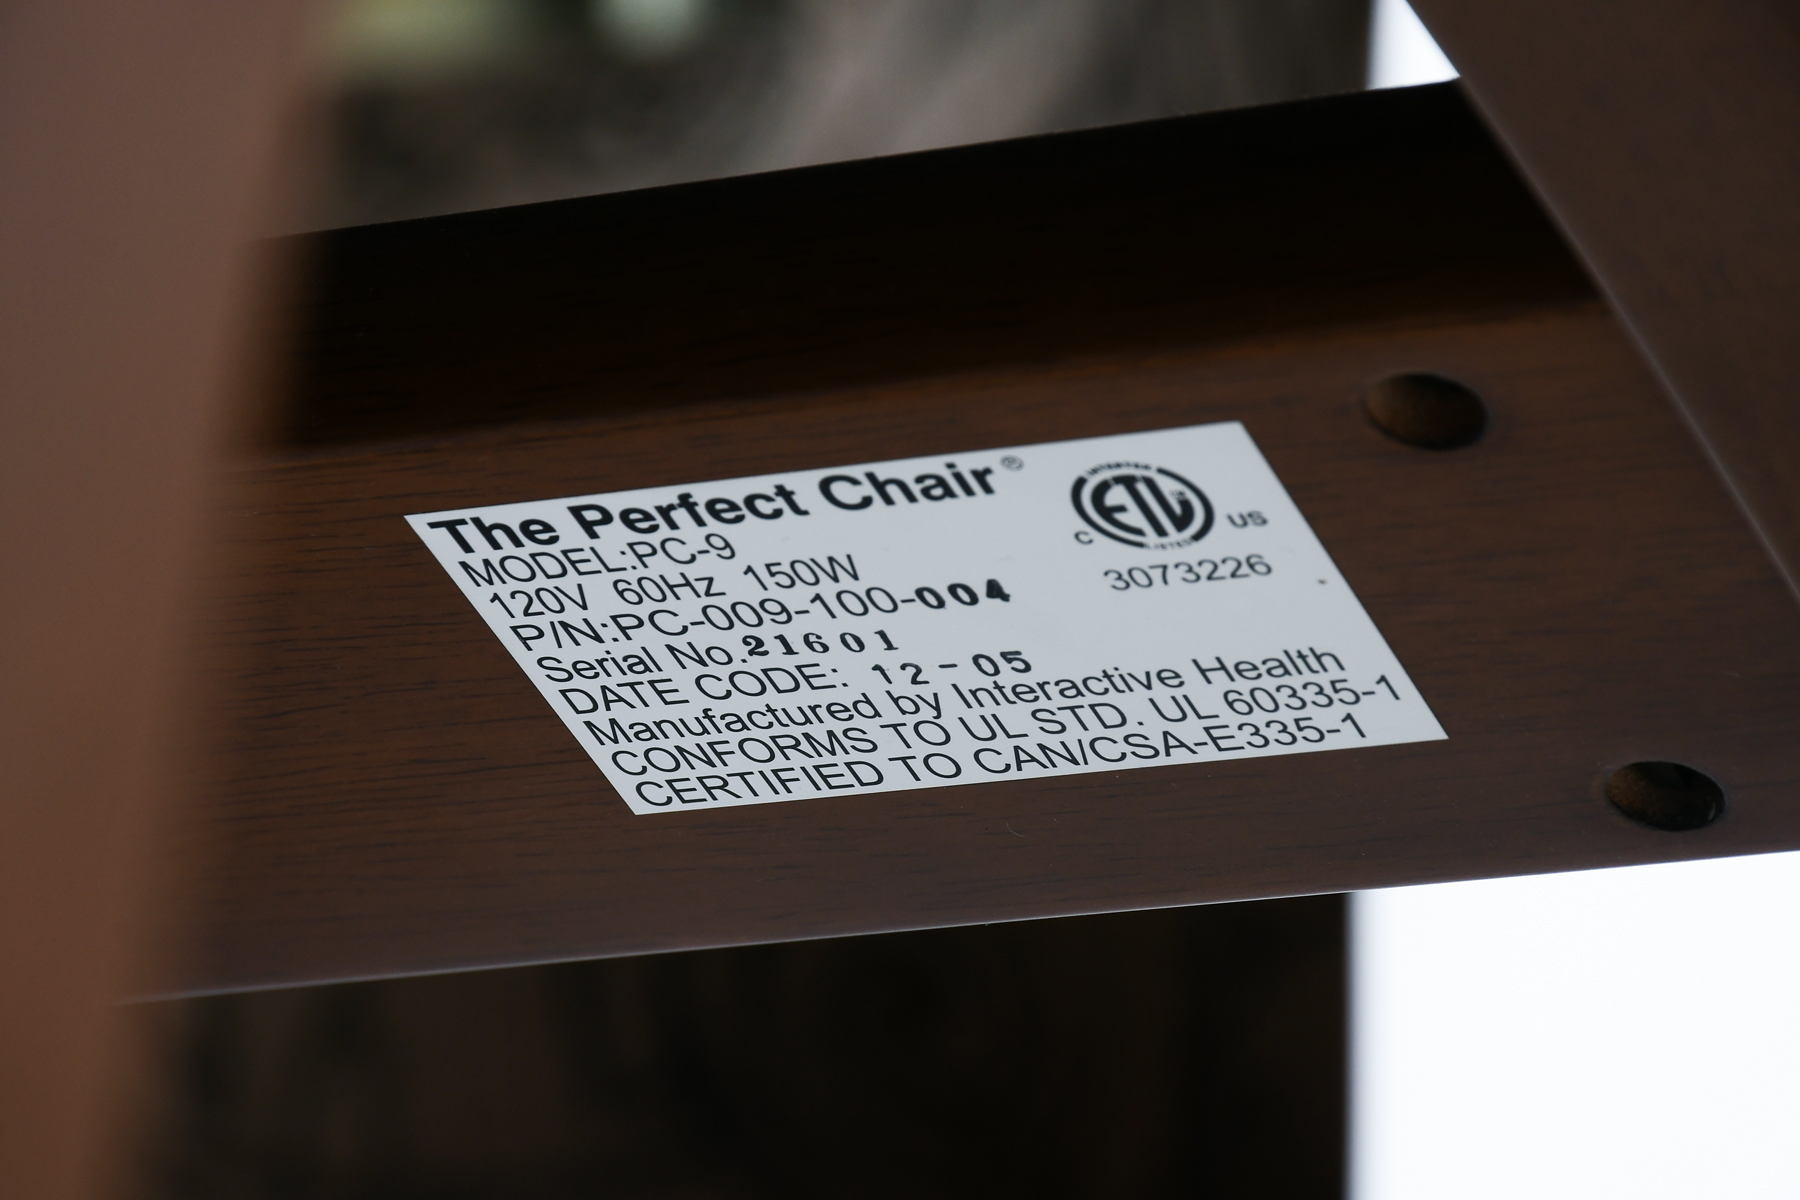 The Perfect Chair®
MODEL:PC-9
120V 60Hz 150W
P/N:PC-009-100-004
Serial No.21601
DATE CODE: 12-05
Manufactured by Interactive Health
CONFORMS TO UL STD. UL 60335-1
CERTIFIED TO CAN/CSA-E335-1
INTERTEK
ETL
LISTED
C US
3073226